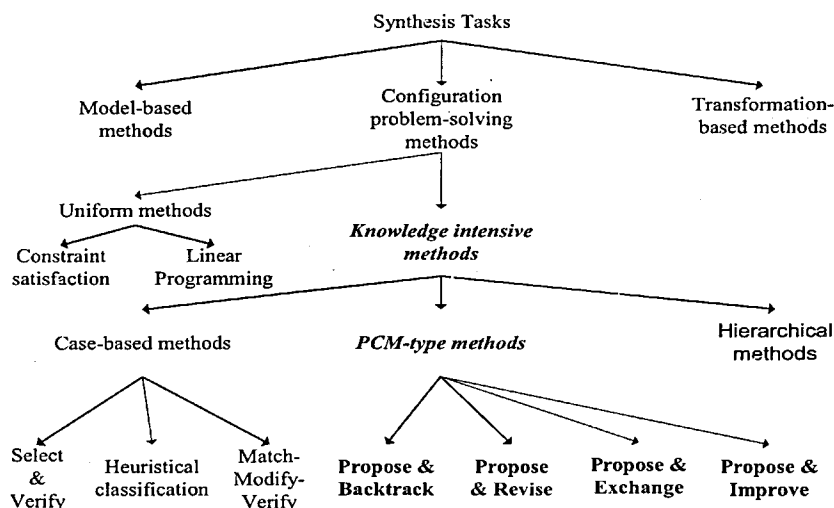 Synthesis Tasks
Model-based
methods
Configuration
problem-solving
methods
Transformation-
based methods
Uniform methods
Knowledge intensive
methods
Constraint
satisfaction
Linear
Programming
Case-based methods
PCM-type methods
Hierarchical
methods
Select
&
Verify
Heuristical
classification
Match-
Modify-
Verify
Propose &
Backtrack
Propose
& Revise
Propose &
Exchange
Propose &
Improve